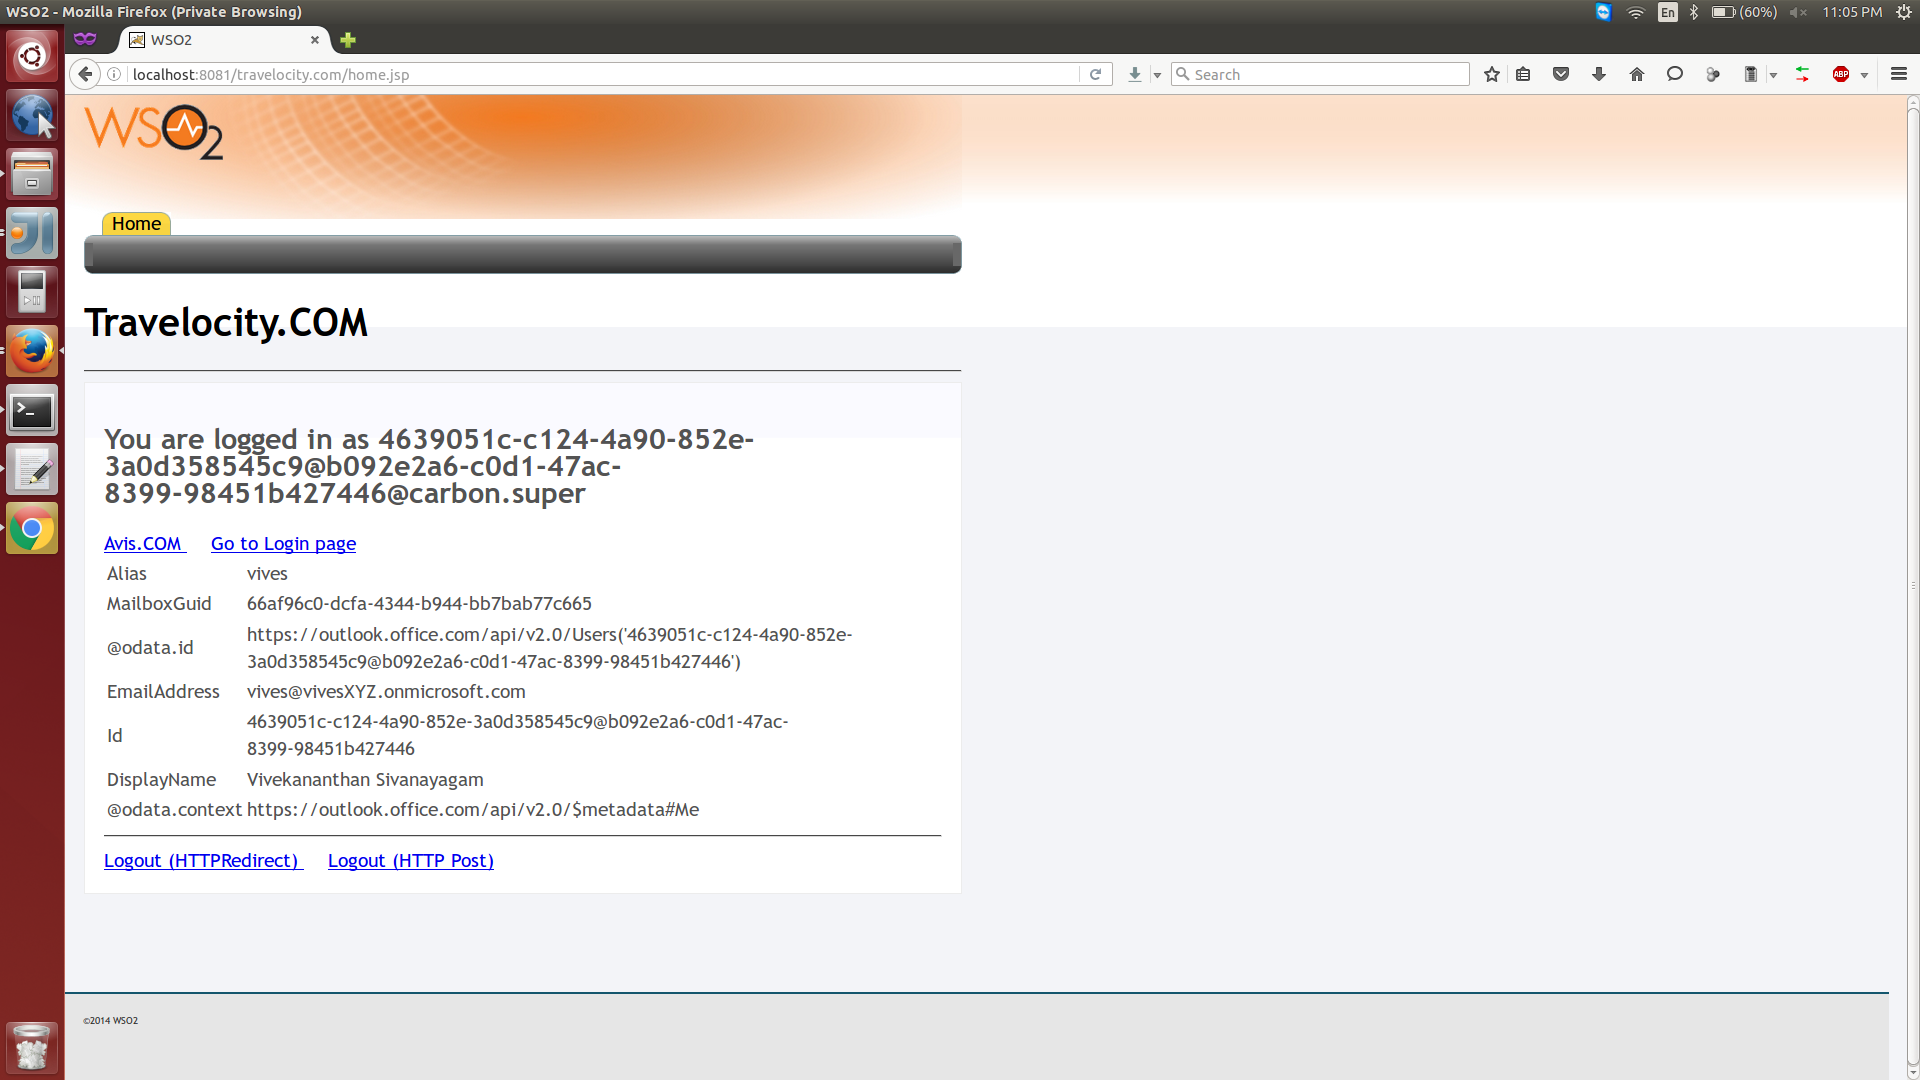 WSO2 - Mozilla Firefox (Private Browsing)
En
(60%)
11:05 PM
WSO2
localhost:8081/travelocity.com/home.jsp
Search
ABP
WSO2
Home
Travelocity.COM
You are logged in as 4639051c-c124-4a90-852e-
3a0d358545c9@b092e2a6-c0d1-47ac-
8399-98451b427446@carbon.super
Avis.COM Go to Login page
Alias vives
MailboxGuid 66af96c0-dcfa-4344-b944-bb7bab77c665
@odata.id https://outlook.office.com/api/v2.0/Users('4639051c-c124-4a90-852e-
3a0d358545c9@b092e2a6-c0d1-47ac-8399-98451b427446')
EmailAddress vives@vivesXYZ.onmicrosoft.com
Id 4639051c-c124-4a90-852e-3a0d358545c9@b092e2a6-c0d1-47ac-
8399-98451b427446
DisplayName Vivekananthan Sivanayagam
@odata.context https://outlook.office.com/api/v2.0/$metadata#Me
Logout (HTTPRedirect) Logout (HTTP Post)
©2014 WSO2